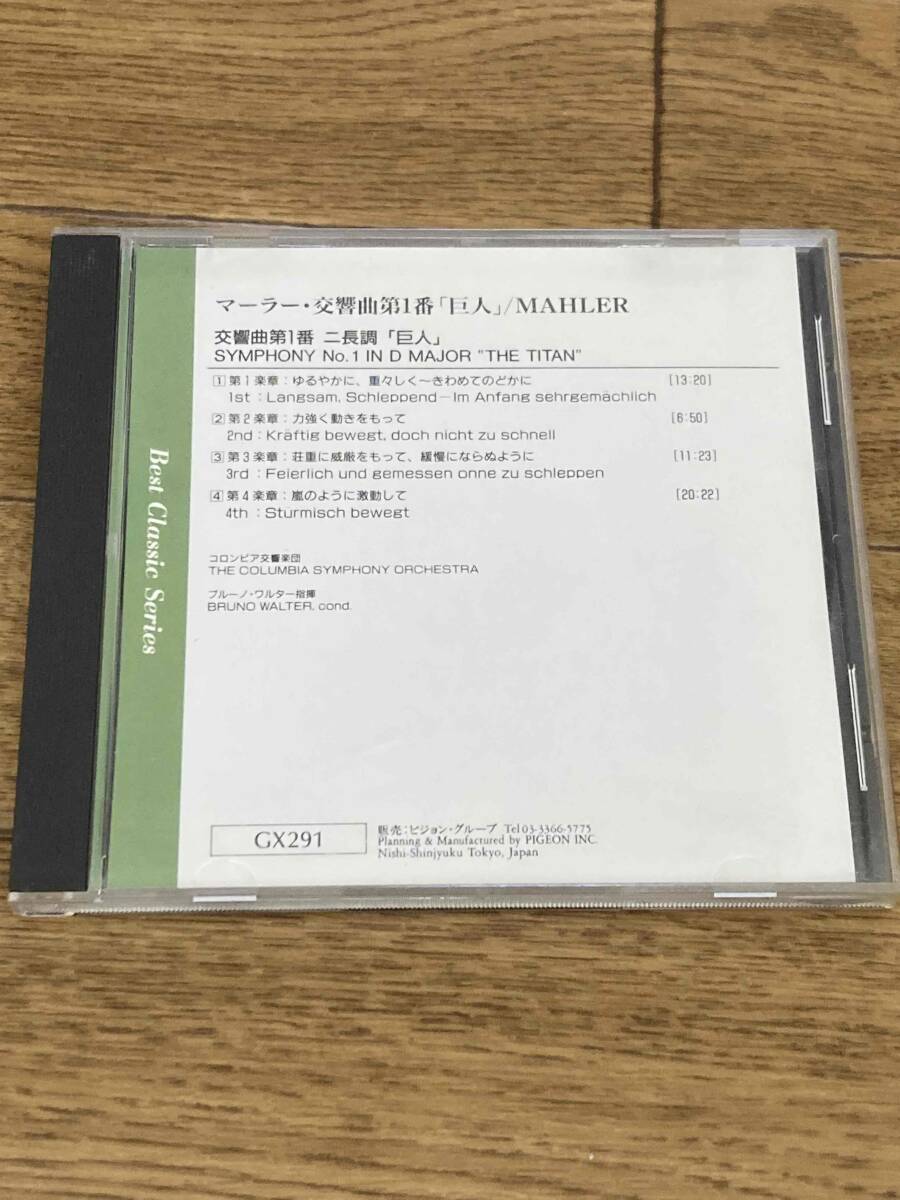 マーラー・交響曲第1番「巨人」/MAHLER
交響曲第1番 ニ長調「巨人」
SYMPHONY No.1 IN D MAJOR "THE TITAN"
1 第1楽章：ゆるやかに、重々しく〜きわめてのどかに [13:20]
1st : Langsam, Schleppend－Im Anfang sehrgemächlich
2 第2楽章：力強く動きをもって [6:50]
2nd : Kräftig bewegt, doch nicht zu schnell
3 第3楽章：荘重に威厳をもって、緩慢にならぬように [11:23]
3rd : Feierlich und gemessen onne zu schleppen
4 第4楽章：嵐のように激動して [20:22]
4th : Stürmisch bewegt
コロンビア交響楽団
THE COLUMBIA SYMPHONY ORCHESTRA
ブルーノ・ワルター指揮
BRUNO WALTER, cond.
Best Classic Series
GX291
販売：ピジョン・グループ Tel 03-3366-5775
Planning & Manufactured by PIGEON INC.
Nishi-Shinjyuku Tokyo, Japan